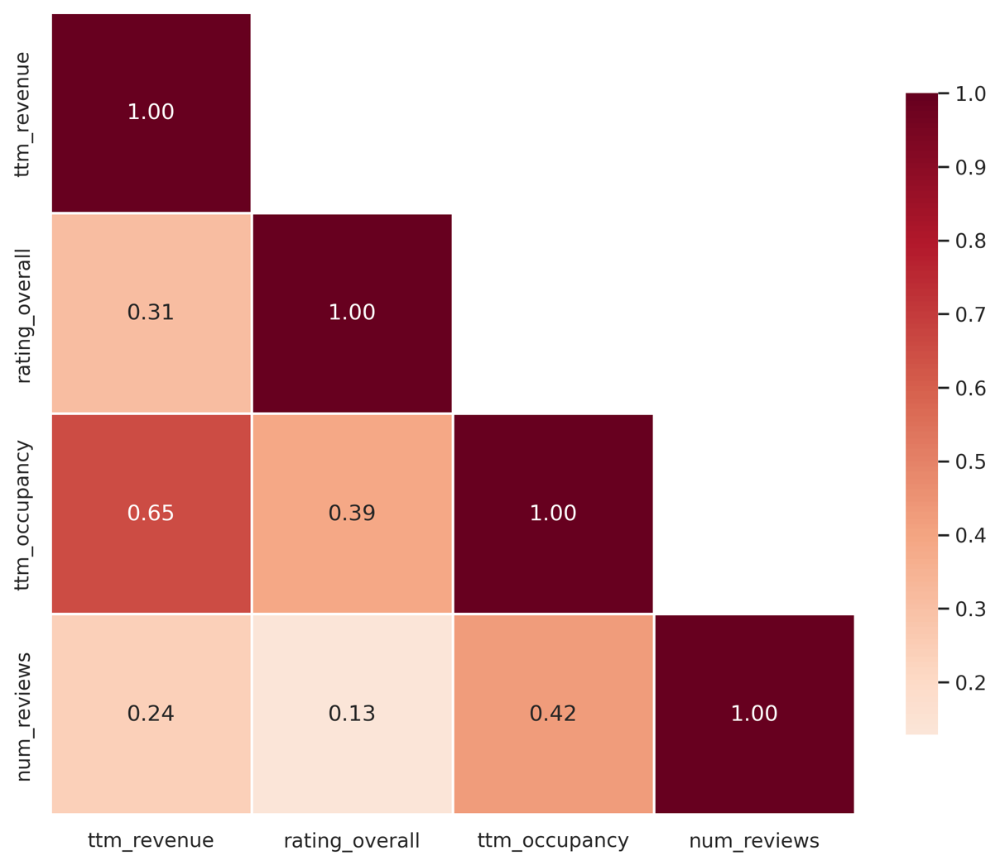 ttm_revenue
1.00
rating_overall
0.31 1.00
ttm_occupancy
0.65 0.39 1.00
num_reviews
0.24 0.13 0.42 1.00
ttm_revenue rating_overall ttm_occupancy num_reviews
1.0
0.9
0.8
0.7
0.6
0.5
0.4
0.3
0.2